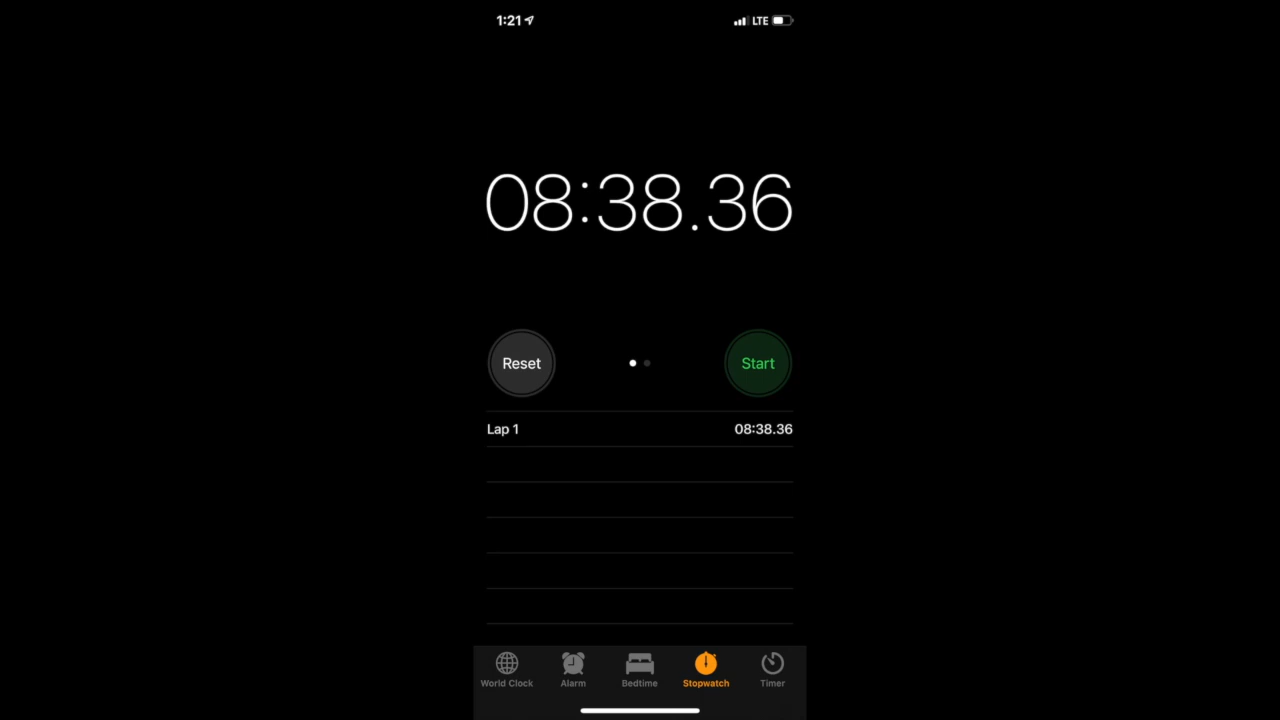 1:21 LTE
08:38.36
Reset Start
Lap 1 08:38.36
World Clock Alarm Bedtime Stopwatch Timer